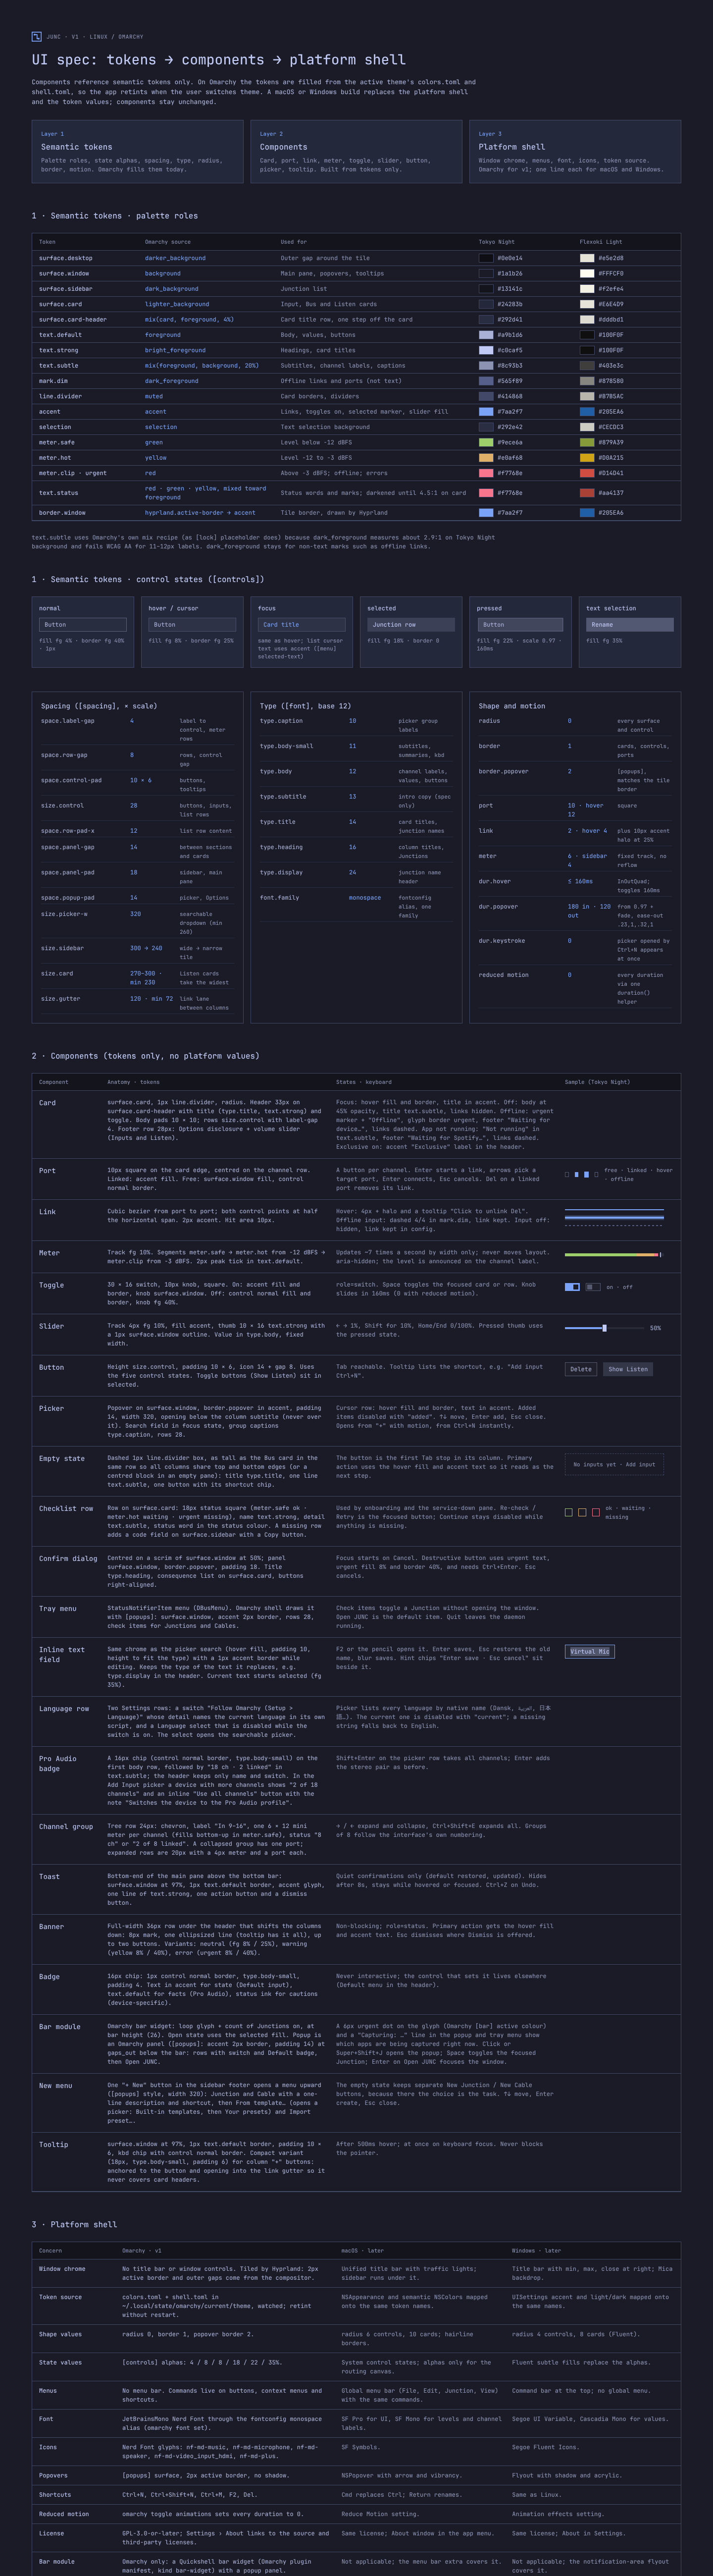 JUNC · V1 · LINUX / OMARCHY
UI spec: tokens → components → platform shell
Components reference semantic tokens only. On Omarchy the tokens are filled from the active theme's colors.toml and
shell.toml, so the app retints when the user switches theme. A macOS or Windows build replaces the platform shell
and the token values; components stay unchanged.
Layer 1
Semantic tokens
Palette roles, state alphas, spacing, type, radius,
border, motion. Omarchy fills them today.
Layer 2
Components
Card, port, link, meter, toggle, slider, button,
picker, tooltip. Built from tokens only.
Layer 3
Platform shell
Window chrome, menus, font, icons, token source.
Omarchy for v1; one line each for macOS and Windows.
1 · Semantic tokens · palette roles
Token Omarchy source Used for Tokyo Night Flexoki Light
surface.desktop darker_background Outer gap around the tile #0e0e14 #e5e2d8
surface.window background Main pane, popovers, tooltips #1a1b26 #FFFCF0
surface.sidebar dark_background Junction list #13141c #f2efe4
surface.card lighter_background Input, Bus and Listen cards #24283b #E6E4D9
surface.card-header mix(card, foreground, 4%) Card title row, one step off the card #292d41 #dddbd1
text.default foreground Body, values, buttons #a9b1d6 #100F0F
text.strong bright_foreground Headings, card titles #c0caf5 #100F0F
text.subtle mix(foreground, background, 20%) Subtitles, channel labels, captions #8c93b3 #403e3c
mark.dim dark_foreground Offline links and ports (not text) #565f89 #878580
line.divider muted Card borders, dividers #414868 #B7B5AC
accent accent Links, toggles on, selected marker, slider fill #7aa2f7 #205EA6
selection selection Text selection background #292e42 #CECDC3
meter.safe green Level below -12 dBFS #9ece6a #879A39
meter.hot yellow Level -12 to -3 dBFS #e0af68 #D0A215
meter.clip · urgent red Above -3 dBFS; offline; errors #f7768e #D14D41
text.status red · green · yellow, mixed toward
foreground Status words and marks; darkened until 4.5:1 on card #f7768e #aa4137
border.window hyprland.active-border → accent Tile border, drawn by Hyprland #7aa2f7 #205EA6
text.subtle uses Omarchy's own mix recipe (as [lock] placeholder does) because dark_foreground measures about 2.9:1 on Tokyo Night
background and fails WCAG AA for 11–12px labels. dark_foreground stays for non-text marks such as offline links.
1 · Semantic tokens · control states ([controls])
normal
Button
fill fg 4% · border fg 40%
· 1px
hover / cursor
Button
fill fg 8% · border fg 25%
focus
Card title
same as hover; list cursor
text uses accent ([menu]
selected-text)
selected
Junction row
fill fg 18% · border 0
pressed
Button
fill fg 22% · scale 0.97 ·
160ms
text selection
Rename
fill fg 35%
Spacing ([spacing], × scale)
space.label-gap 4 label to
control, meter
rows
space.row-gap 8 rows, control
gap
space.control-pad 10 × 6 buttons,
tooltips
size.control 28 buttons, inputs,
list rows
space.row-pad-x 12 list row content
space.panel-gap 14 between sections
and cards
space.panel-pad 18 sidebar, main
pane
space.popup-pad 14 picker, Options
size.picker-w 320 searchable
dropdown (min
260)
size.sidebar 300 → 240 wide → narrow
tile
size.card 270–300 ·
min 230 Listen cards
take the widest
size.gutter 120 · min 72 link lane
between columns
Type ([font], base 12)
type.caption 10 picker group
labels
type.body-small 11 subtitles,
summaries, kbd
type.body 12 channel labels,
values, buttons
type.subtitle 13 intro copy (spec
only)
type.title 14 card titles,
junction names
type.heading 16 column titles,
Junctions
type.display 24 junction name
header
font.family monospace fontconfig
alias, one
family
Shape and motion
radius 0 every surface
and control
border 1 cards, controls,
ports
border.popover 2 [popups],
matches the tile
border
port 10 · hover
12 square
link 2 · hover 4 plus 10px accent
halo at 25%
meter 6 · sidebar
4 fixed track, no
reflow
dur.hover ≤ 160ms InOutQuad;
toggles 160ms
dur.popover 180 in · 120
out from 0.97 +
fade, ease-out
.23,1,.32,1
dur.keystroke 0 picker opened by
Ctrl+N appears
at once
reduced motion 0 every duration
via one
duration()
helper
2 · Components (tokens only, no platform values)
Component Anatomy · tokens States · keyboard Sample (Tokyo Night)
Card
surface.card, 1px line.divider, radius. Header 33px on
surface.card-header with title (type.title, text.strong) and
toggle. Body pads 10 × 10; rows size.control with label-gap
4. Footer row 28px: Options disclosure + volume slider
(Inputs and Listen).
Focus: hover fill and border, title in accent. Off: body at
45% opacity, title text.subtle, links hidden. Offline: urgent
marker + "Offline", glyph border urgent, footer "Waiting for
device…", links dashed. App not running: "Not running" in
text.subtle, footer "Waiting for Spotify…", links dashed.
Exclusive on: accent "Exclusive" label in the header.
Port
10px square on the card edge, centred on the channel row.
Linked: accent fill. Free: surface.window fill, control
normal border.
A button per channel. Enter starts a link, arrows pick a
target port, Enter connects, Esc cancels. Del on a linked
port removes its link.
free · linked · hover
· offline
Link
Cubic bezier from port to port; both control points at half
the horizontal span. 2px accent. Hit area 10px.
Hover: 4px + halo and a tooltip "Click to unlink Del".
Offline input: dashed 4/4 in mark.dim, link kept. Input off:
hidden, link kept in config.
Meter
Track fg 10%. Segments meter.safe → meter.hot from -12 dBFS →
meter.clip from -3 dBFS. 2px peak tick in text.default.
Updates ~7 times a second by width only; never moves layout.
aria-hidden; the level is announced on the channel label.
Toggle
30 × 16 switch, 10px knob, square. On: accent fill and
border, knob surface.window. Off: control normal fill and
border, knob fg 40%.
role=switch. Space toggles the focused card or row. Knob
slides in 160ms (0 with reduced motion).
on · off
Slider
Track 4px fg 10%, fill accent, thumb 10 × 16 text.strong with
a 1px surface.window outline. Value in type.body, fixed
width.
← → 1%, Shift for 10%, Home/End 0/100%. Pressed thumb uses
the pressed state.
50%
Button
Height size.control, padding 10 × 6, icon 14 + gap 8. Uses
the five control states. Toggle buttons (Show Listen) sit in
selected.
Tab reachable. Tooltip lists the shortcut, e.g. "Add input
Ctrl+N".
Delete Show Listen
Picker
Popover on surface.window, border.popover in accent, padding
14, width 320, opening below the column subtitle (never over
it). Search field in focus state, group captions
type.caption, rows 28.
Cursor row: hover fill and border, text in accent. Added
items disabled with "added". ↑↓ move, Enter add, Esc close.
Opens from "+" with motion, from Ctrl+N instantly.
Empty state
Dashed 1px line.divider box, as tall as the Bus card in the
same row so all columns share top and bottom edges (or a
centred block in an empty pane): title type.title, one line
text.subtle, one button with its shortcut chip.
The button is the first Tab stop in its column. Primary
action uses the hover fill and accent text so it reads as the
next step.
No inputs yet · Add input
Checklist row
Row on surface.card: 18px status square (meter.safe ok ·
meter.hot waiting · urgent missing), name text.strong, detail
text.subtle, status word in the status colour. A missing row
adds a code field on surface.sidebar with a Copy button.
Used by onboarding and the service-down pane. Re-check /
Retry is the focused button; Continue stays disabled while
anything is missing.
ok · waiting ·
missing
Confirm dialog
Centred on a scrim of surface.window at 50%; panel
surface.window, border.popover, padding 18. Title
type.heading, consequence list on surface.card, buttons
right-aligned.
Focus starts on Cancel. Destructive button uses urgent text,
urgent fill 8% and border 40%, and needs Ctrl+Enter. Esc
cancels.
Tray menu
StatusNotifierItem menu (DBusMenu). Omarchy shell draws it
with [popups]: surface.window, accent 2px border, rows 28,
check items for Junctions and Cables.
Check items toggle a Junction without opening the window.
Open JUNC is the default item. Quit leaves the daemon
running.
Inline text
field
Same chrome as the picker search (hover fill, padding 10,
height to fit the type) with a 1px accent border while
editing. Keeps the type of the text it replaces, e.g.
type.display in the header. Current text starts selected (fg
35%).
F2 or the pencil opens it. Enter saves, Esc restores the old
name, blur saves. Hint chips "Enter save · Esc cancel" sit
beside it.
Virtual Mic
Language row
Two Settings rows: a switch "Follow Omarchy (Setup >
Language)" whose detail names the current language in its own
script, and a Language select that is disabled while the
switch is on. The select opens the searchable picker.
Picker lists every language by native name (Dansk, العربية, 日本
語…). The current one is disabled with "current"; a missing
string falls back to English.
Pro Audio
badge
A 16px chip (control normal border, type.body-small) on the
first body row, followed by "18 ch · 2 linked" in
text.subtle; the header keeps only name and switch. In the
Add Input picker a device with more channels shows "2 of 18
channels" and an inline "Use all channels" button with the
note "Switches the device to the Pro Audio profile".
Shift+Enter on the picker row takes all channels; Enter adds
the stereo pair as before.
Channel group
Tree row 24px: chevron, label "In 9–16", one 6 × 12 mini
meter per channel (fills bottom-up in meter.safe), status "8
ch" or "2 of 8 linked". A collapsed group has one port;
expanded rows are 20px with a 4px meter and a port each.
→ / ← expand and collapse, Ctrl+Shift+E expands all. Groups
of 8 follow the interface's own numbering.
Toast
Bottom-end of the main pane above the bottom bar:
surface.window at 97%, 1px text.default border, accent glyph,
one line of text.strong, one action button and a dismiss
button.
Quiet confirmations only (default restored, updated). Hides
after 8s, stays while hovered or focused. Ctrl+Z on Undo.
Banner
Full-width 36px row under the header that shifts the columns
down: 8px mark, one ellipsized line (tooltip has it all), up
to two buttons. Variants: neutral (fg 8% / 25%), warning
(yellow 8% / 40%), error (urgent 8% / 40%).
Non-blocking; role=status. Primary action gets the hover fill
and accent text. Esc dismisses where Dismiss is offered.
Badge
16px chip: 1px control normal border, type.body-small,
padding 4. Text in accent for state (Default input),
text.default for facts (Pro Audio), status ink for cautions
(device-specific).
Never interactive; the control that sets it lives elsewhere
(Default menu in the header).
Bar module
Omarchy bar widget: loop glyph + count of Junctions on, at
bar height (26). Open state uses the selected fill. Popup is
an Omarchy panel ([popups]: accent 2px border, padding 14) at
gaps_out below the bar: rows with switch and Default badge,
then Open JUNC.
A 6px urgent dot on the glyph (Omarchy [bar] active colour)
and a "Capturing: …" line in the popup and tray menu show
which apps are being captured right now. Click or
Super+Shift+J opens the popup; Space toggles the focused
Junction; Enter on Open JUNC focuses the window.
New menu
One "+ New" button in the sidebar footer opens a menu upward
([popups] style, width 320): Junction and Cable with a one-
line description and shortcut, then From template… (opens a
picker: Built-in templates, then Your presets) and Import
preset….
The empty state keeps separate New Junction / New Cable
buttons, because there the choice is the task. ↑↓ move, Enter
create, Esc close.
Tooltip
surface.window at 97%, 1px text.default border, padding 10 ×
6, kbd chip with control normal border. Compact variant
(18px, type.body-small, padding 6) for column "+" buttons:
anchored to the button and opening into the link gutter so it
never covers card headers.
After 500ms hover; at once on keyboard focus. Never blocks
the pointer.
3 · Platform shell
Concern Omarchy · v1 macOS · later Windows · later
Window chrome
No title bar or window controls. Tiled by Hyprland: 2px
active border and outer gaps come from the compositor.
Unified title bar with traffic lights;
sidebar runs under it.
Title bar with min, max, close at right; Mica
backdrop.
Token source
colors.toml + shell.toml in
~/.local/state/omarchy/current/theme, watched; retint
without restart.
NSAppearance and semantic NSColors mapped
onto the same token names.
UISettings accent and light/dark mapped onto
the same names.
Shape values
radius 0, border 1, popover border 2.
radius 6 controls, 10 cards; hairline
borders.
radius 4 controls, 8 cards (Fluent).
State values
[controls] alphas: 4 / 8 / 8 / 18 / 22 / 35%.
System control states; alphas only for the
routing canvas.
Fluent subtle fills replace the alphas.
Menus
No menu bar. Commands live on buttons, context menus and
shortcuts.
Global menu bar (File, Edit, Junction, View)
with the same commands.
Command bar at the top; no global menu.
Font
JetBrainsMono Nerd Font through the fontconfig monospace
alias (omarchy font set).
SF Pro for UI, SF Mono for levels and channel
labels.
Segoe UI Variable, Cascadia Mono for values.
Icons
Nerd Font glyphs: nf-md-music, nf-md-microphone, nf-md-
speaker, nf-md-video_input_hdmi, nf-md-plus.
SF Symbols.
Segoe Fluent Icons.
Popovers
[popups] surface, 2px active border, no shadow.
NSPopover with arrow and vibrancy.
Flyout with shadow and acrylic.
Shortcuts
Ctrl+N, Ctrl+Shift+N, Ctrl+M, F2, Del.
Cmd replaces Ctrl; Return renames.
Same as Linux.
Reduced motion
omarchy toggle animations sets every duration to 0.
Reduce Motion setting.
Animation effects setting.
License
GPL-3.0-or-later; Settings › About links to the source and
third-party licenses.
Same license; About window in the app menu.
Same license; About in Settings.
Bar module
Omarchy only: a Quickshell bar widget (Omarchy plugin
manifest, kind bar-widget) with a popup panel.
Not applicable; the menu bar extra covers it.
Not applicable; the notification-area flyout
covers it.